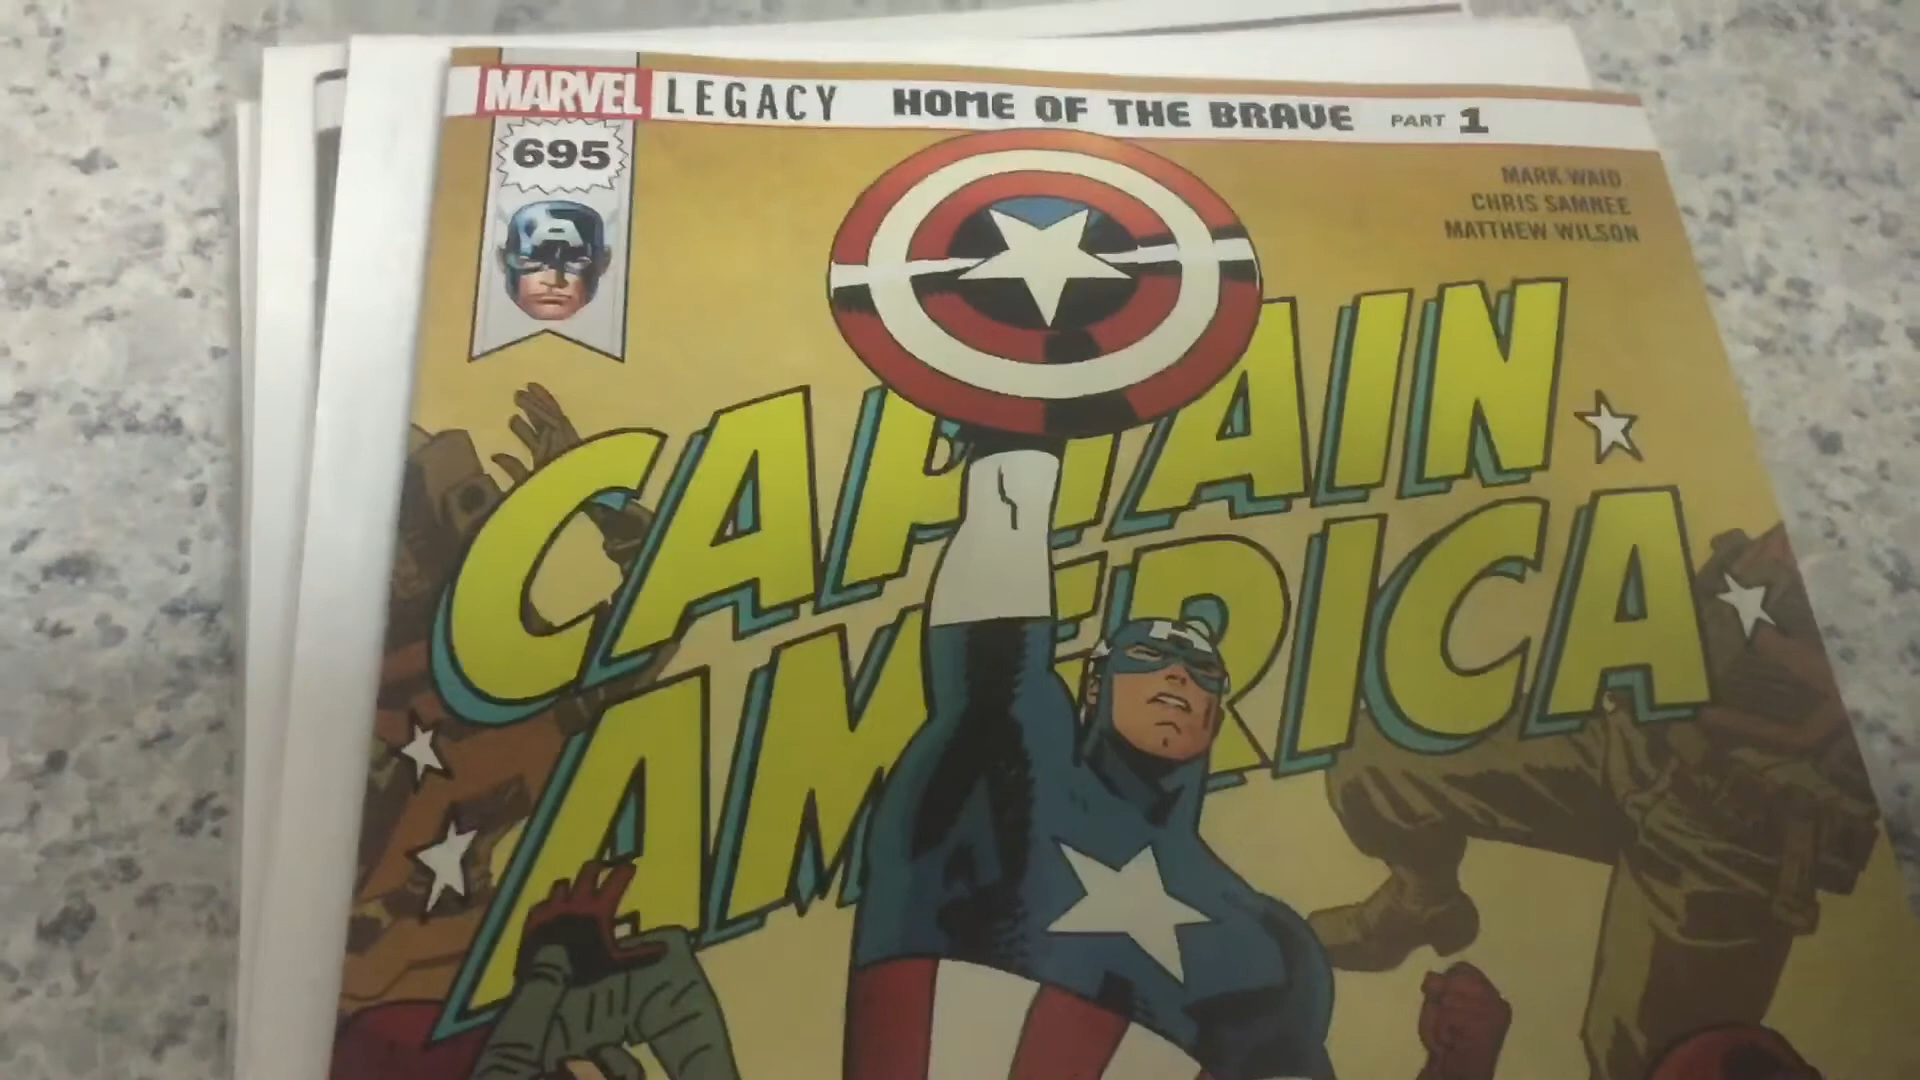 MARVEL LEGACY HOME OF THE BRAVE PART 1
695
MARK WAID
CHRIS SAMNEE
MATTHEW WILSON
CAPTAIN
AMERICA
A